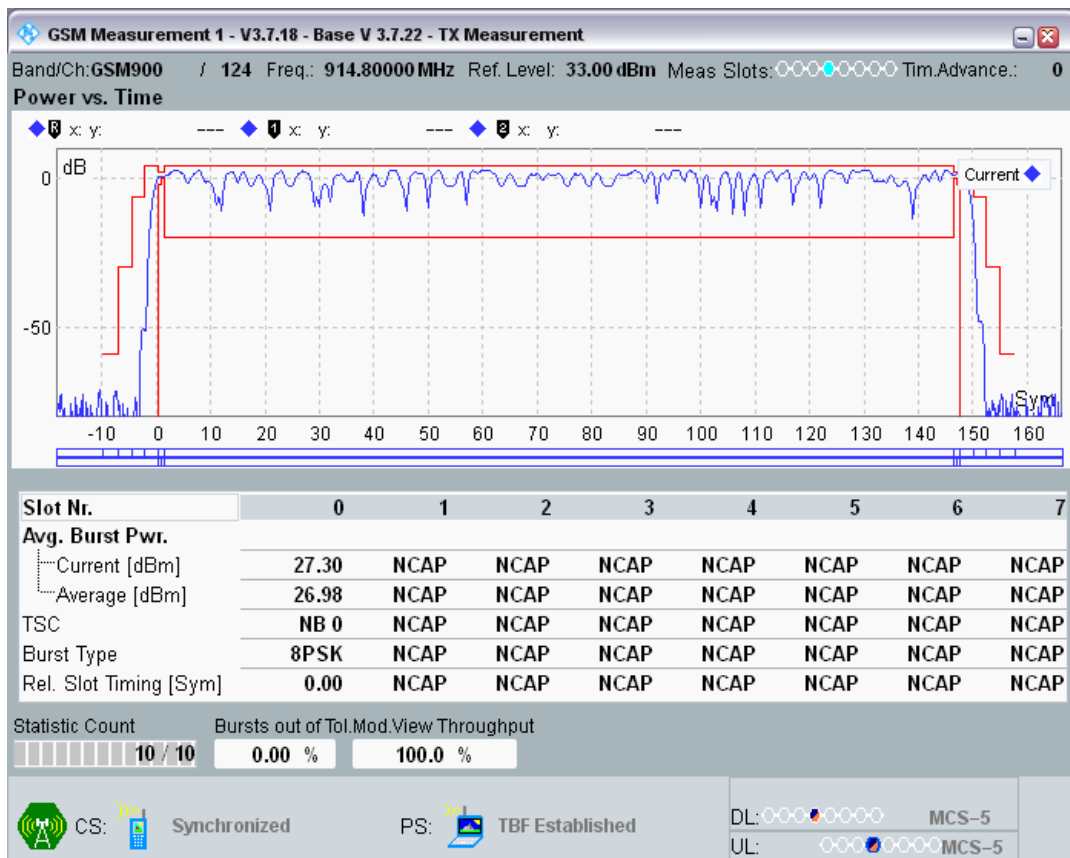 GSM Measurement 1 - V3.7.18 - Base V 3.7.22 - TX Measurement
Band/Ch:GSM900 / 124 Freq.: 914.80000 MHz Ref. Level: 33.00 dBm Meas Slots: Tim.Advance.: 0
Power vs. Time
R x: y: --- 1 x: y: --- 2 x: y: ---
dB
Current
0
-50
Sym
-10 0 10 20 30 40 50 60 70 80 90 100 110 120 130 140 150 160
Slot Nr. 0 1 2 3 4 5 6 7
Avg. Burst Pwr.
Current [dBm] 27.30 NCAP NCAP NCAP NCAP NCAP NCAP NCAP
Average [dBm] 26.98 NCAP NCAP NCAP NCAP NCAP NCAP NCAP
TSC NB 0 NCAP NCAP NCAP NCAP NCAP NCAP NCAP
Burst Type 8PSK NCAP NCAP NCAP NCAP NCAP NCAP NCAP
Rel. Slot Timing [Sym] 0.00 NCAP NCAP NCAP NCAP NCAP NCAP NCAP
Statistic Count Bursts out of Tol.Mod.View Throughput
10 / 10 0.00 % 100.0 %
CS: Synchronized PS: TBF Established DL: MCS-5
UL: MCS-5